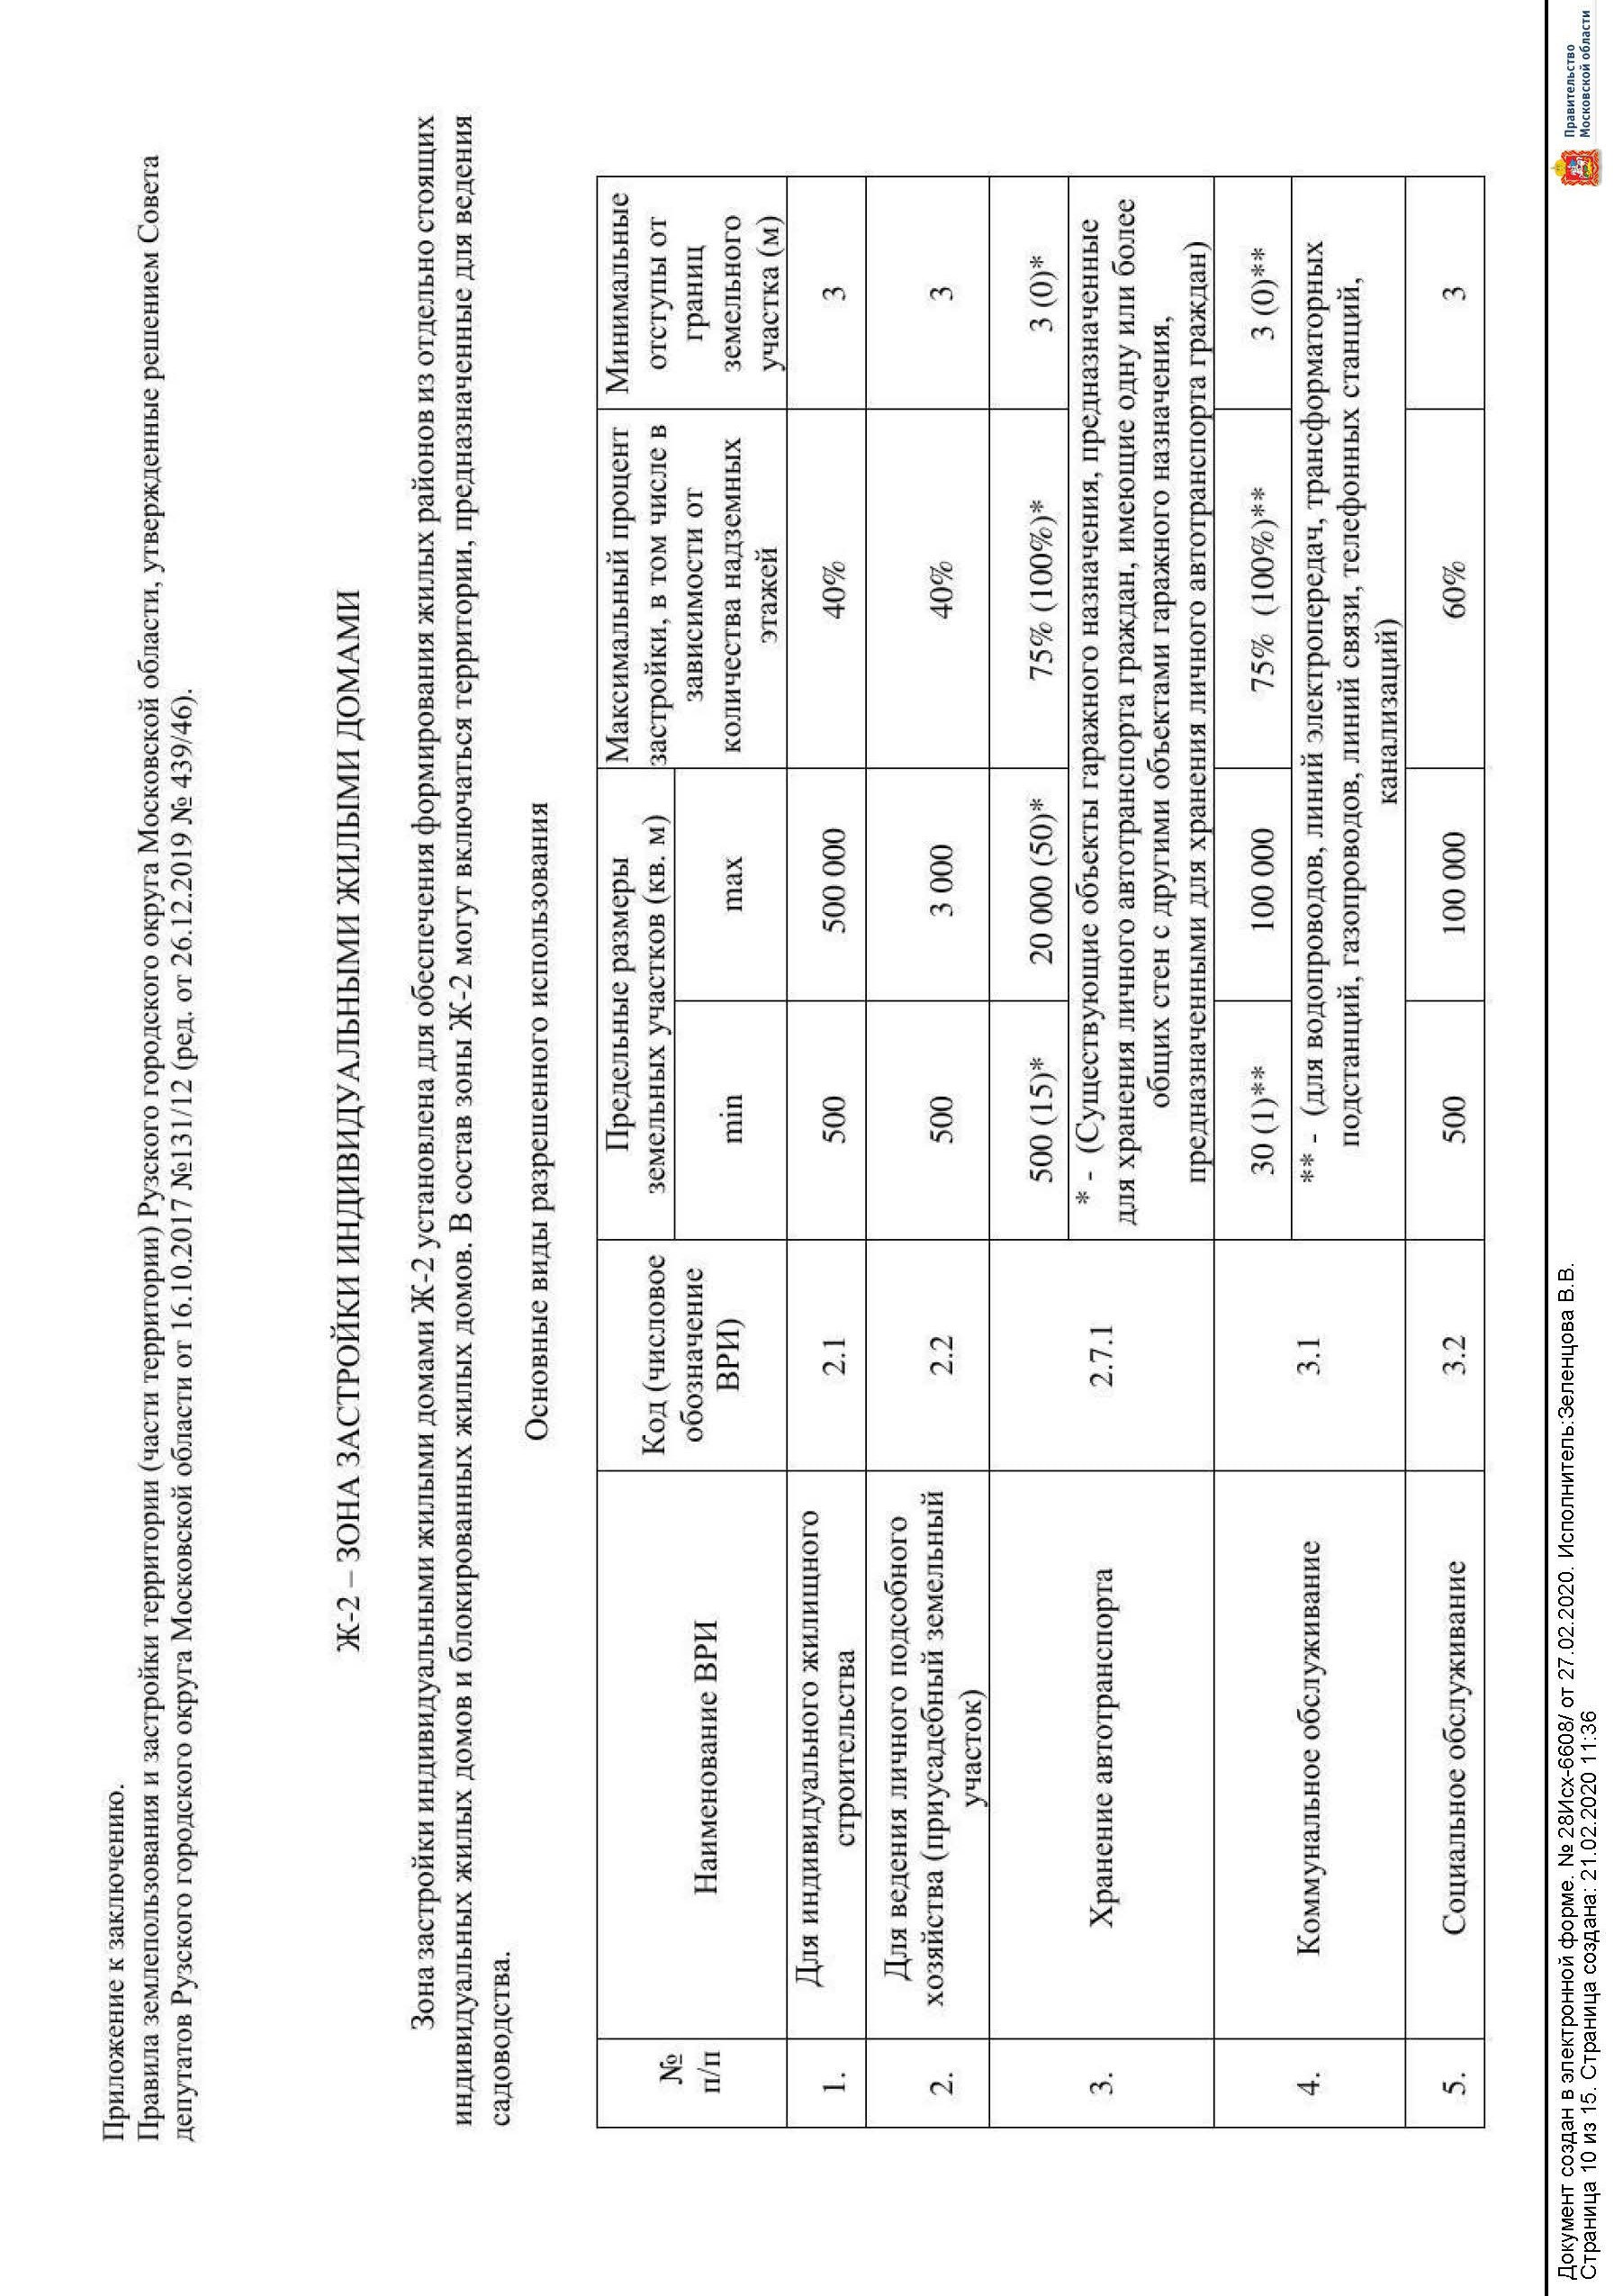 Приложение к заключению.
Правила землепользования и застройки территории (части территории) Рузского городского округа Московской области, утвержденные решением Совета
депутатов Рузского городского округа Московской области от 16.10.2017 №131/12 (ред. от 26.12.2019 № 439/46).
Ж-2 – ЗОНА ЗАСТРОЙКИ ИНДИВИДУАЛЬНЫМИ ЖИЛЫМИ ДОМАМИ
Зона застройки индивидуальными жилыми домами Ж-2 установлена для обеспечения формирования жилых районов из отдельно стоящих
индивидуальных жилых домов и блокированных жилых домов. В состав зоны Ж-2 могут включаться территории, предназначенные для ведения
садоводства.
Основные виды разрешенного использования
№
п/п
Наименование ВРИ
Код (числовое
обозначение
ВРИ)
Предельные размеры
земельных участков (кв. м)
min
max
Максимальный процент
застройки, в том числе в
зависимости от
количества надземных
этажей
Минимальные
отступы от
границ
земельного
участка (м)
1.
Для индивидуального жилищного
строительства
2.1
500
500 000
40%
3
2.
Для ведения личного подсобного
хозяйства (приусадебный земельный
участок)
2.2
500
3 000
40%
3
3.
Хранение автотранспорта
2.7.1
500 (15)*
20 000 (50)*
75% (100%)*
3 (0)*
* - (Существующие объекты гаражного назначения, предназначенные
для хранения личного автотранспорта граждан, имеющие одну или более
общих стен с другими объектами гаражного назначения,
предназначенными для хранения личного автотранспорта граждан)
4.
Коммунальное обслуживание
3.1
30 (1)**
100 000
75% (100%)**
3 (0)**
** - (для водопроводов, линий электропередач, трансформаторных
подстанций, газопроводов, линий связи, телефонных станций,
канализаций)
5.
Социальное обслуживание
3.2
500
100 000
60%
3
Документ создан в электронной форме. № 28Исх-6608/ от 27.02.2020. Исполнитель:Зеленцова В.В.
Страница 10 из 15. Страница создана: 21.02.2020 11:36
Правительство
Московской области